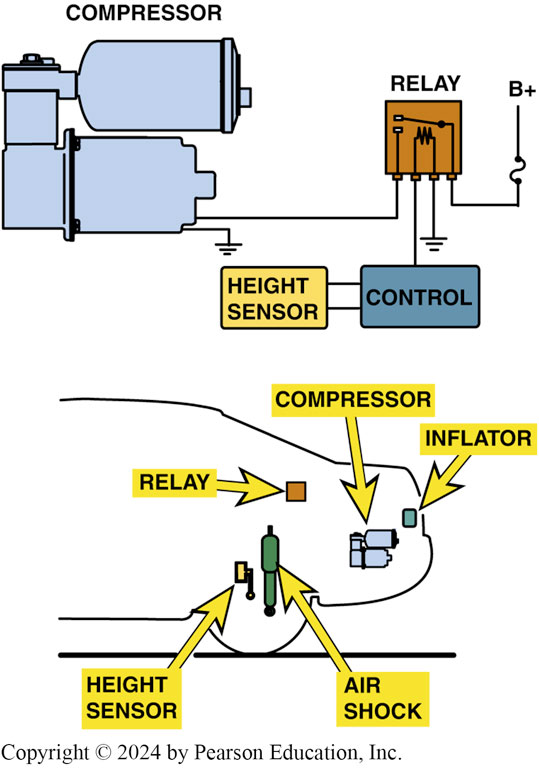 COMPRESSOR
RELAY
B+
HEIGHT
SENSOR
CONTROL
COMPRESSOR
INFLATOR
RELAY
HEIGHT
SENSOR
AIR
SHOCK
Copyright © 2024 by Pearson Education, Inc.